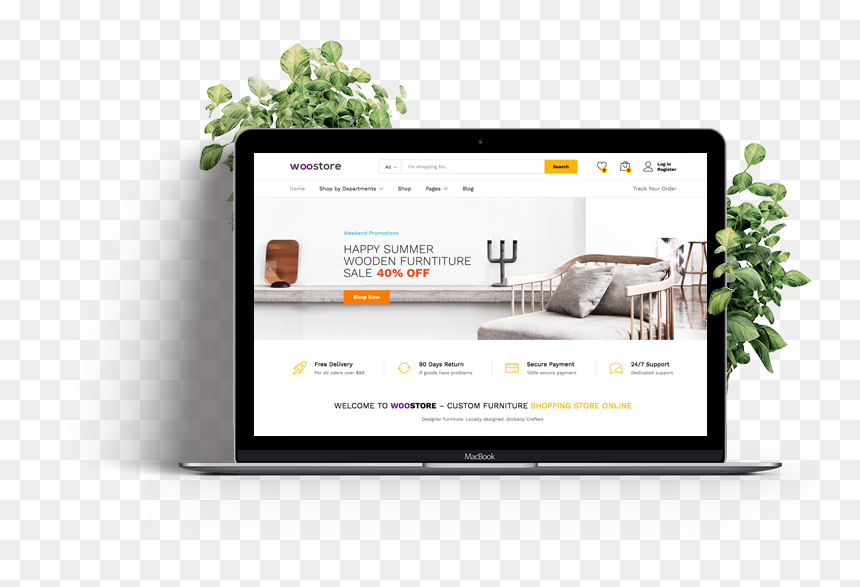 woostore
All
I'm shopping for...
Search
0
0
Log in
Register
Home Shop by Departments Shop Pages Blog Track Your Order
Weekend Promotions
HAPPY SUMMER
WOODEN FURNTITURE
SALE 40% OFF
Shop Now
Free Delivery
For all oders over $99
90 Days Return
If goods have problems
Secure Payment
100% secure payment
24/7 Support
Dedicated support
WELCOME TO WOOSTORE – CUSTOM FURNITURE SHOPPING STORE ONLINE
Designer furniture. Locally designed. Globally Crafted.
MacBook